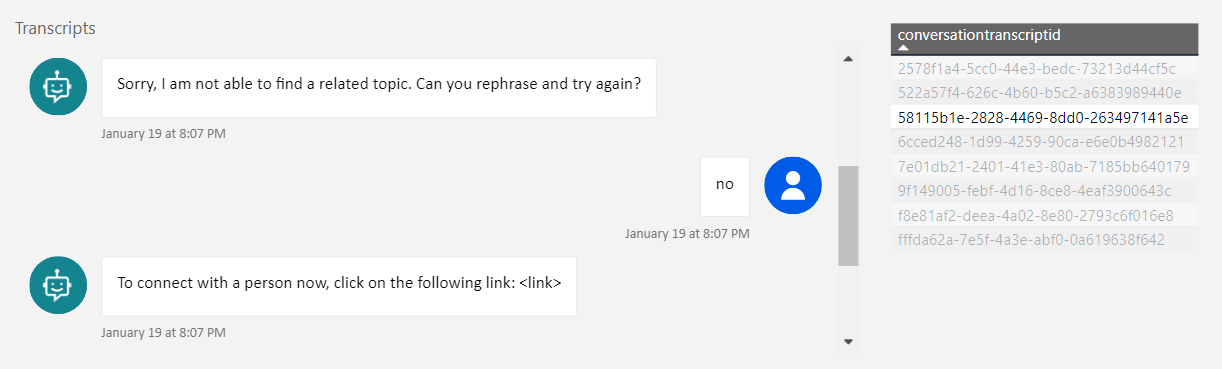 Transcripts
Sorry, I am not able to find a related topic. Can you rephrase and try again?
January 19 at 8:07 PM
no
January 19 at 8:07 PM
To connect with a person now, click on the following link: <link>
January 19 at 8:07 PM
conversationtranscriptid
2578f1a4-5cc0-44e3-bedc-73213d44cf5c
522a57f4-626c-4b60-b5c2-a6383989440e
58115b1e-2828-4469-8dd0-263497141a5e
6cced248-1d99-4259-90ca-e6e0b4982121
7e01db21-2401-41e3-80ab-7185bb640179
9f149005-febf-4d16-8ce8-4eaf3900643c
f8e81af2-deea-4a02-8e80-2793c6f016e8
fffda62a-7e5f-4a3e-abf0-0a619638f642